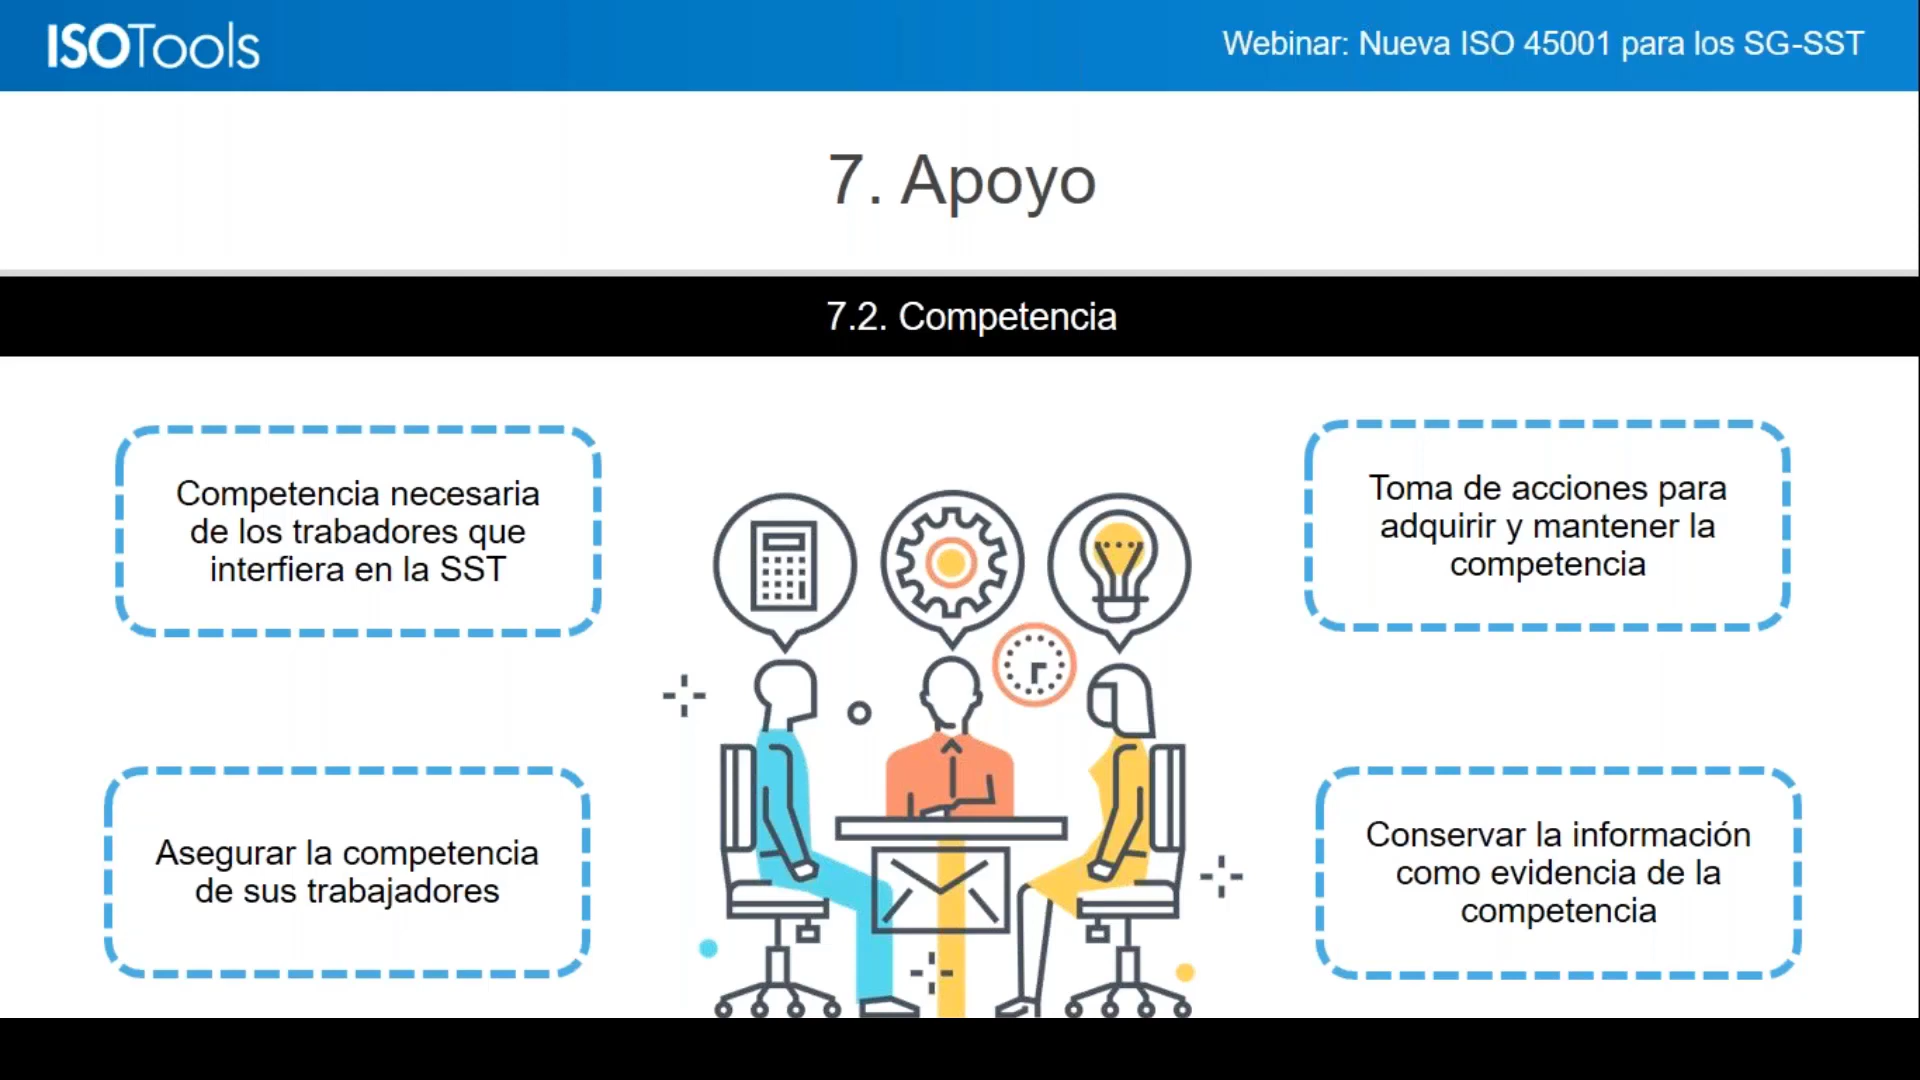 ISOTools
Webinar: Nueva ISO 45001 para los SG-SST
7. Apoyo
7.2. Competencia
Competencia necesaria
de los trabadores que
interfiera en la SST
Toma de acciones para
adquirir y mantener la
competencia
Asegurar la competencia
de sus trabajadores
Conservar la información
como evidencia de la
competencia